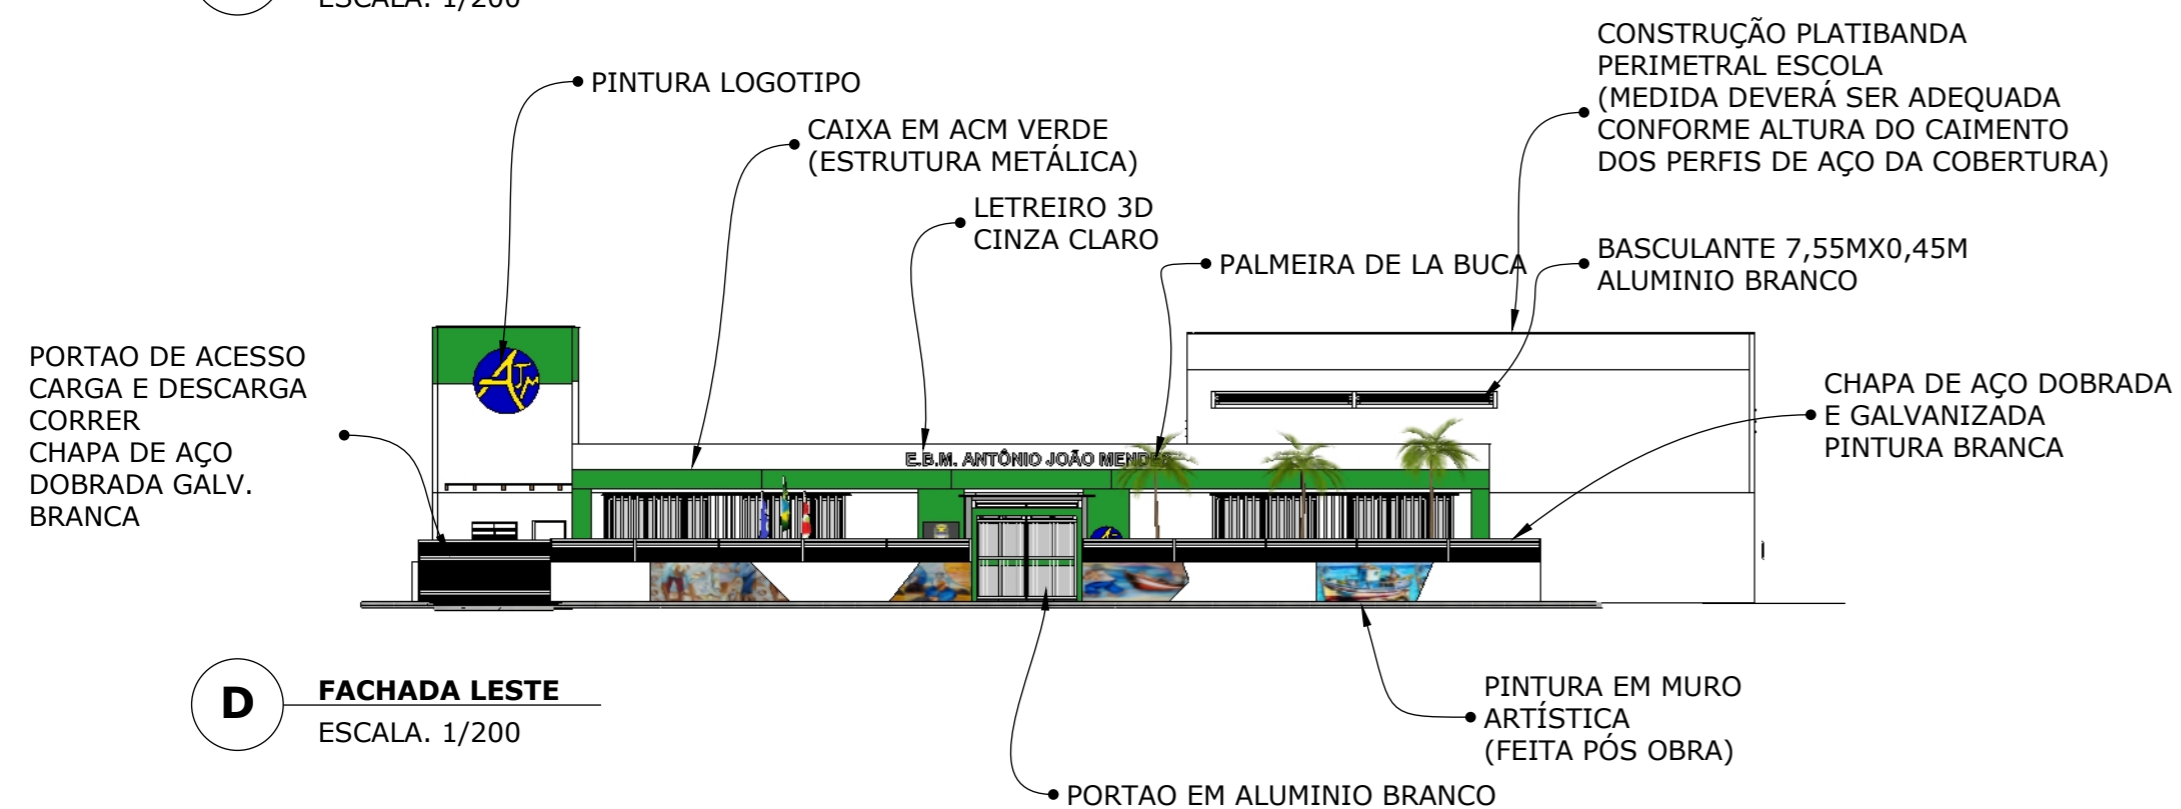 ESCALA. 1/200
PINTURA LOGOTIPO
CAIXA EM ACM VERDE
(ESTRUTURA METÁLICA)
LETREIRO 3D
CINZA CLARO
PALMEIRA DE LA BUCA
CONSTRUÇÃO PLATIBANDA
PERIMETRAL ESCOLA
(MEDIDA DEVERÁ SER ADEQUADA
CONFORME ALTURA DO CAIMENTO
DOS PERFIS DE AÇO DA COBERTURA)
BASCULANTE 7,55MX0,45M
ALUMINIO BRANCO
PORTAO DE ACESSO
CARGA E DESCARGA
CORRER
CHAPA DE AÇO
DOBRADA GALV.
BRANCA
CHAPA DE AÇO DOBRADA
E GALVANIZADA
PINTURA BRANCA
AJM
E.B.M. ANTÔNIO JOÃO
D
FACHADA LESTE
ESCALA. 1/200
PINTURA EM MURO
ARTÍSTICA
(FEITA PÓS OBRA)
PORTAO EM ALUMINIO BRANCO